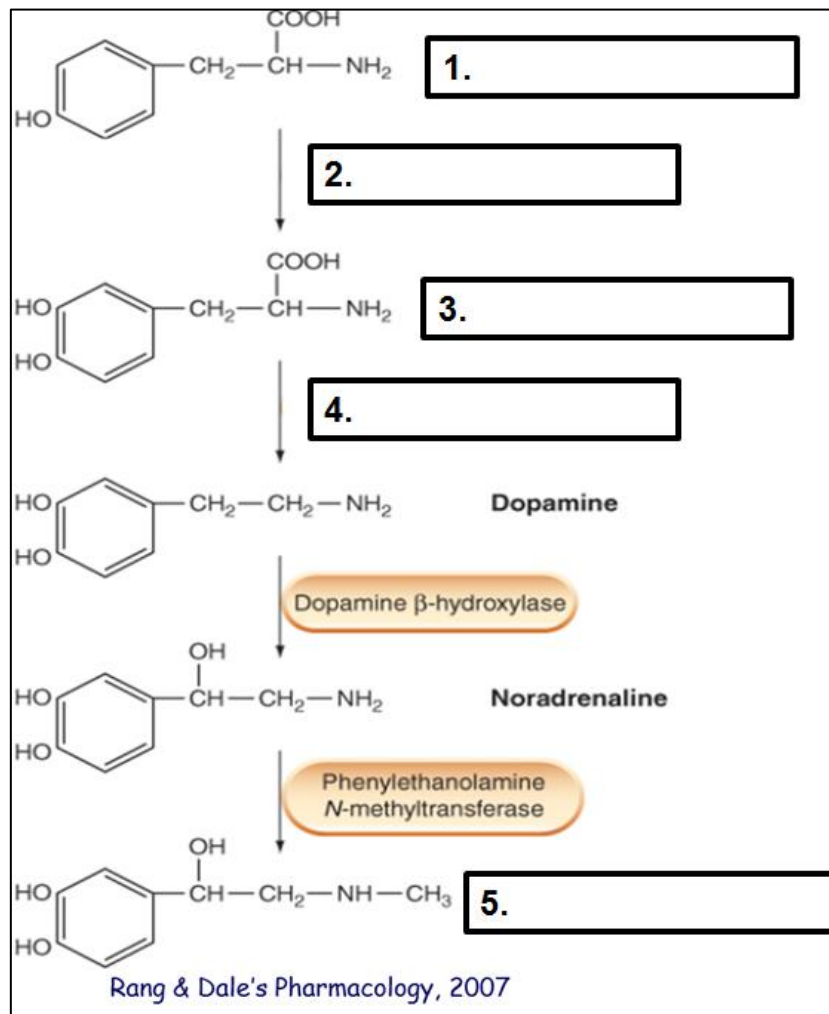 COOH
CH₂—CH—NH₂
HO
1.
2.
COOH
HO
CH₂—CH—NH₂
HO
3.
4.
HO
CH₂—CH₂—NH₂
HO
Dopamine
Dopamine β-hydroxylase
OH
HO
CH—CH₂—NH₂
HO
Noradrenaline
Phenylethanolamine
N-methyltransferase
OH
HO
CH—CH₂—NH—CH₃
HO
5.
Rang & Dale's Pharmacology, 2007